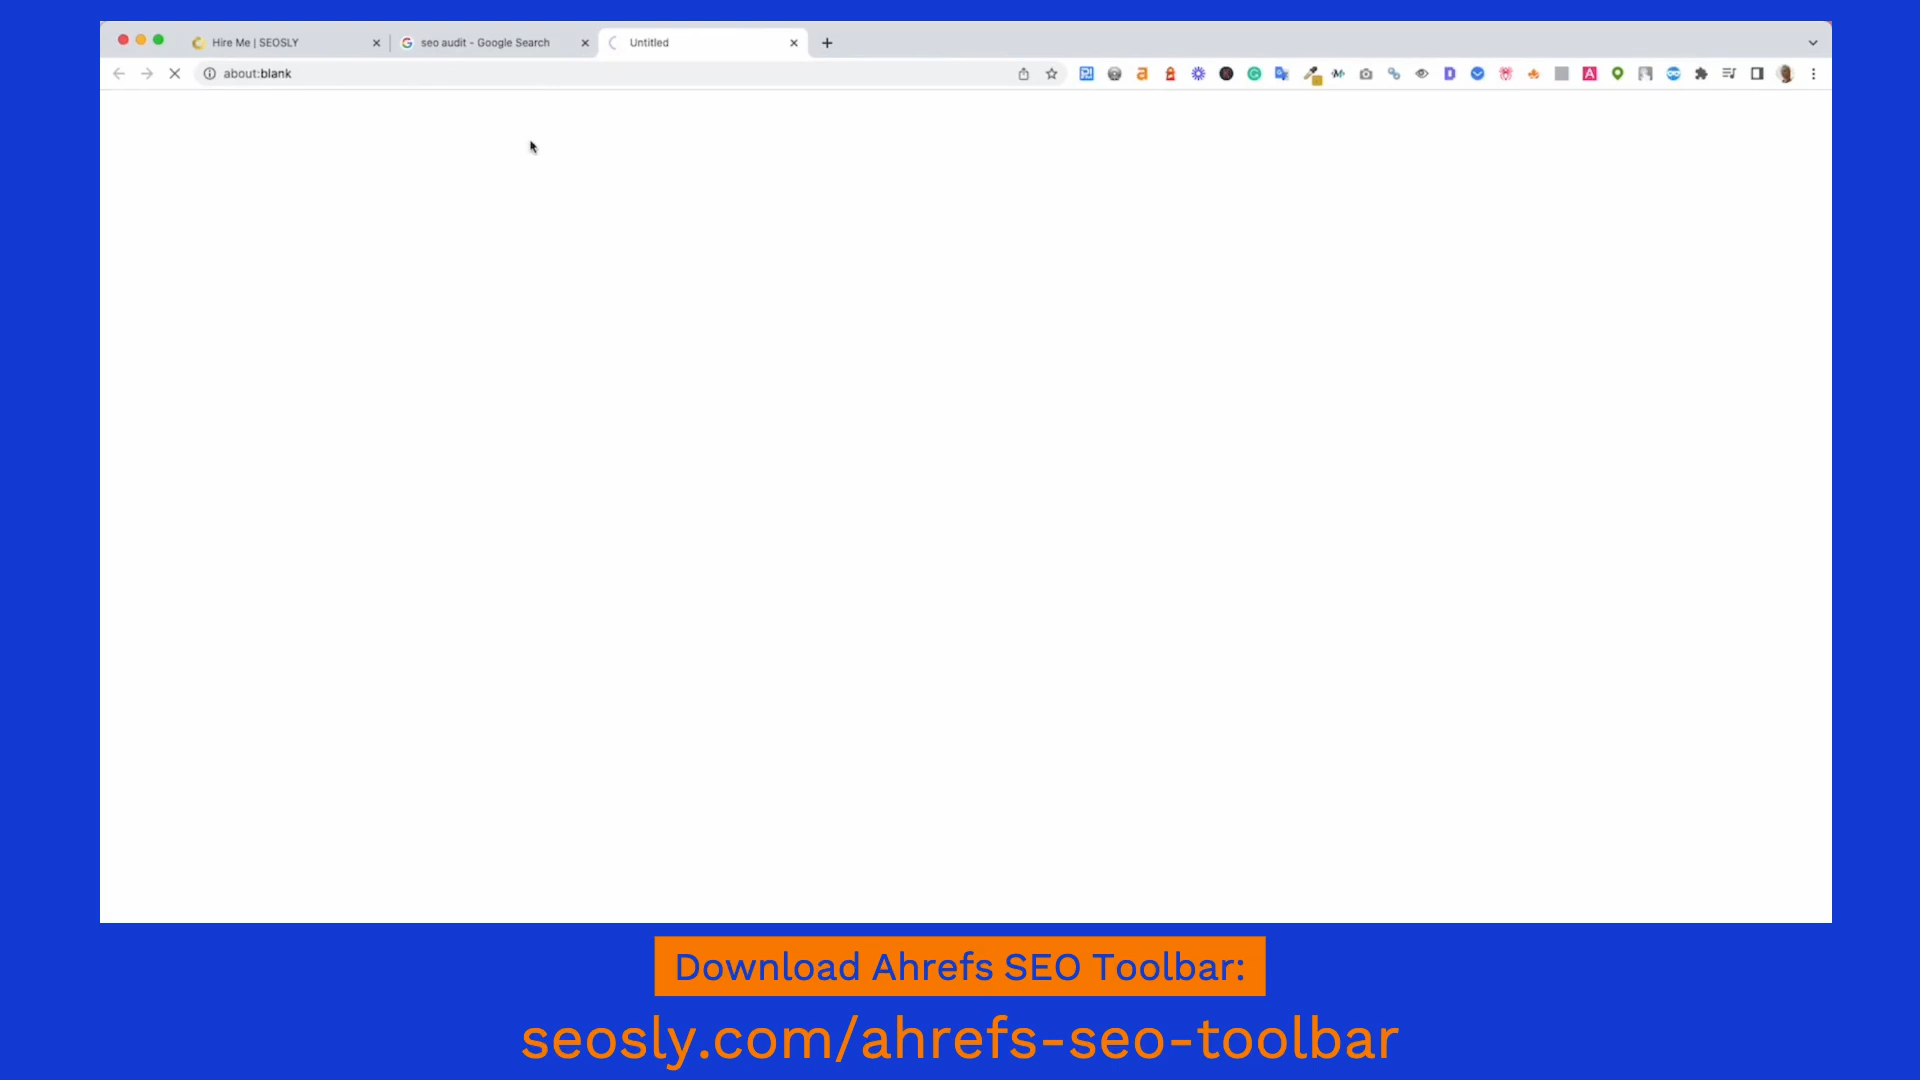 Hire Me | SEOSLY
seo audit - Google Search
Untitled
about:blank
Download Ahrefs SEO Toolbar:
seosly.com/ahrefs-seo-toolbar